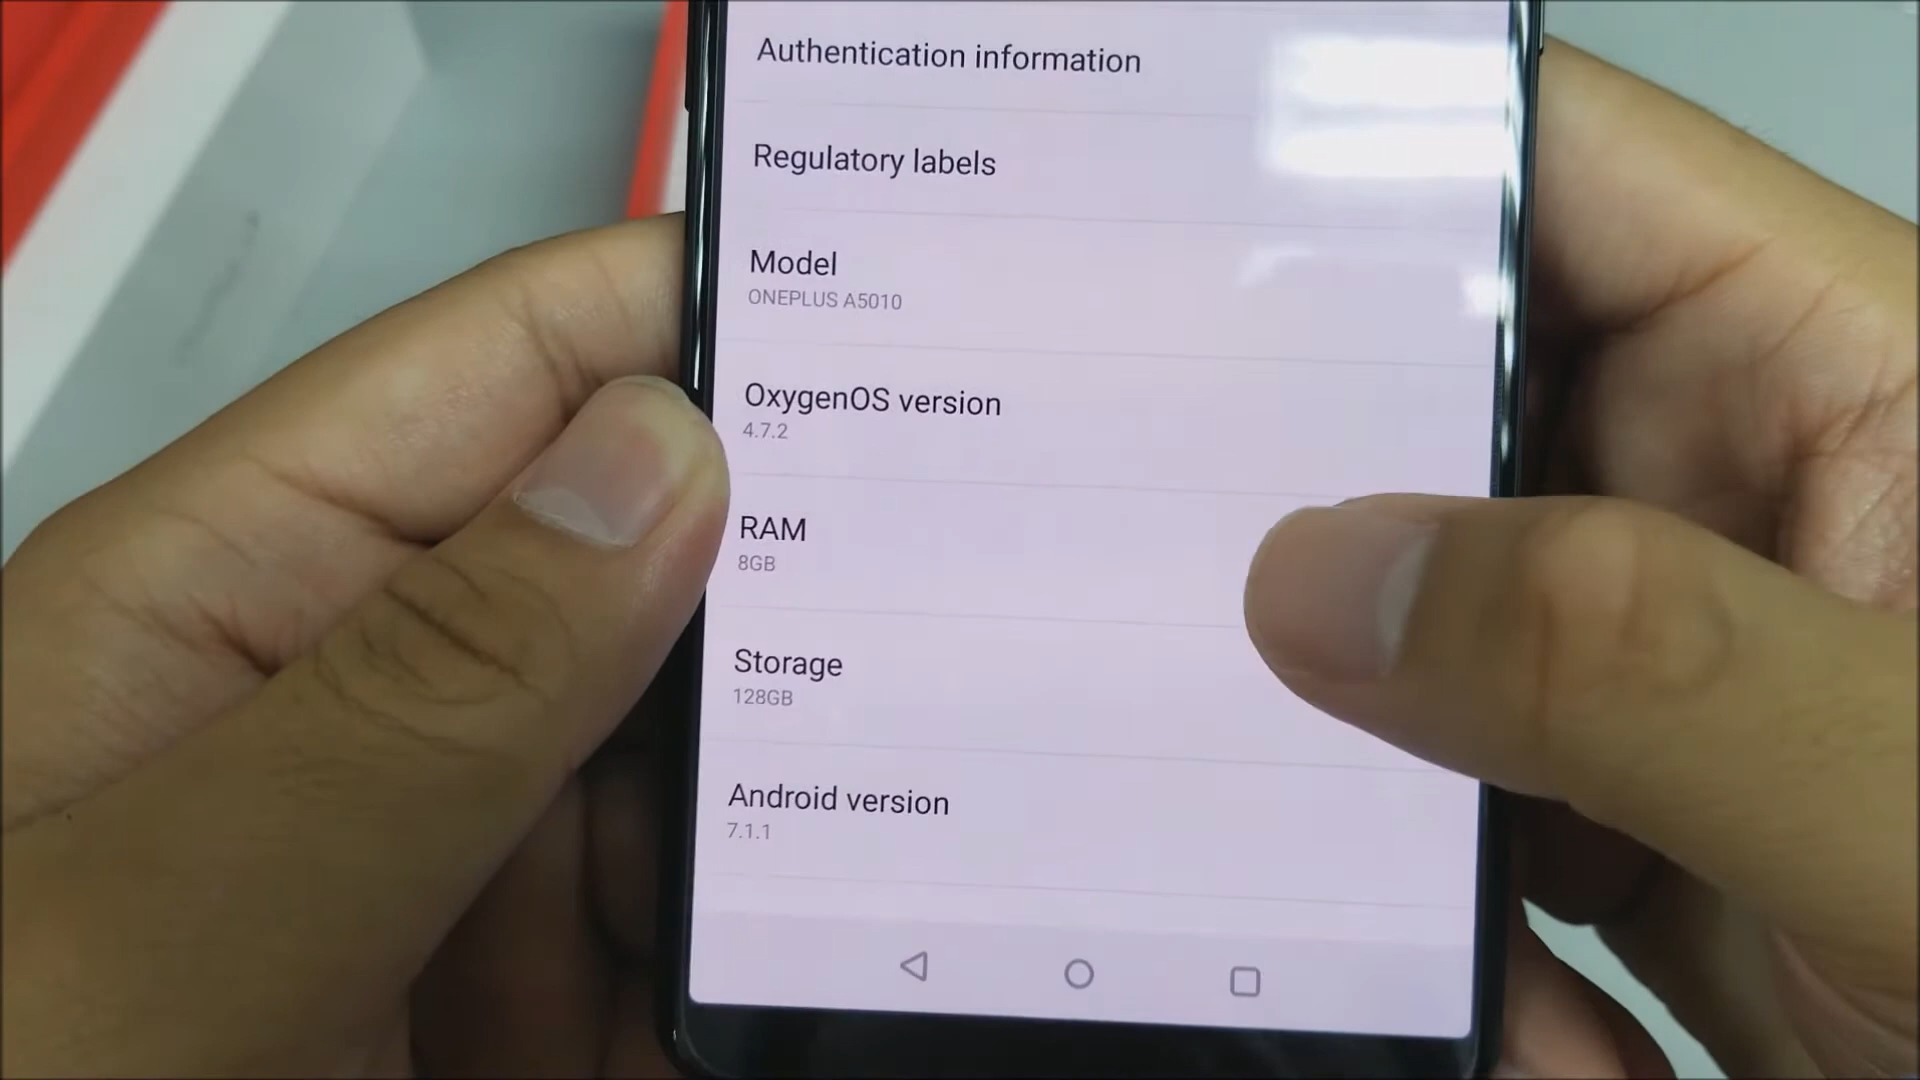 Authentication information
Regulatory labels
Model
ONEPLUS A5010
OxygenOS version
4.7.2
RAM
8GB
Storage
128GB
Android version
7.1.1